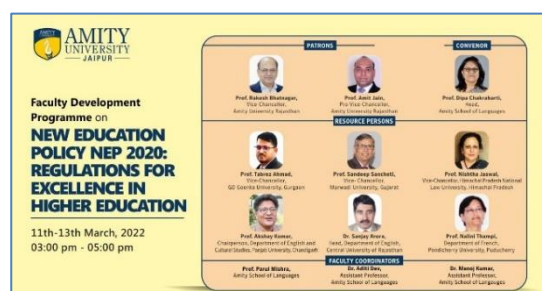 AMITY
UNIVERSITY
JAIPUR
Faculty Development
Programme on
NEW EDUCATION
POLICY NEP 2020:
REGULATIONS FOR
EXCELLENCE IN
HIGHER EDUCATION
11th-13th March, 2022
03:00 pm - 05:00 pm
PATRONS
CONVENOR
Prof. Rakesh Bhatnagar,
Vice Chancellor,
Amity University Rajasthan
Prof. Amit Jain,
Pro Vice Chancellor,
Amity University Rajasthan
Prof. Dipa Chakrabarti,
Head,
Amity School of Languages
RESOURCE PERSONS
Prof. Tabrez Ahmad,
Vice-Chancellor,
GD Goenka University, Gurgaon
Prof. Sandeep Sancheti,
Vice- Chancellor,
Marwadi University, Gujarat
Prof. Nishtha Jaswal,
Vice-Chancellor, Himachal Pradesh National
Law University, Himachal Pradesh
Prof. Akshay Kumar,
Chairperson, Department of English and
Cultural Studies, Panjab University, Chandigarh
Dr. Sanjay Arora,
Head, Department of English,
Central University of Rajasthan
Prof. Nalini Thampi,
Department of French,
Pondicherry University, Puducherry
FACULTY COORDINATORS
Prof. Parul Mishra,
Amity School of Languages
Dr. Aditi Dev,
Assistant Professor,
Amity School of Languages
Dr. Manoj Kumar,
Assistant Professor,
Amity School of Languages